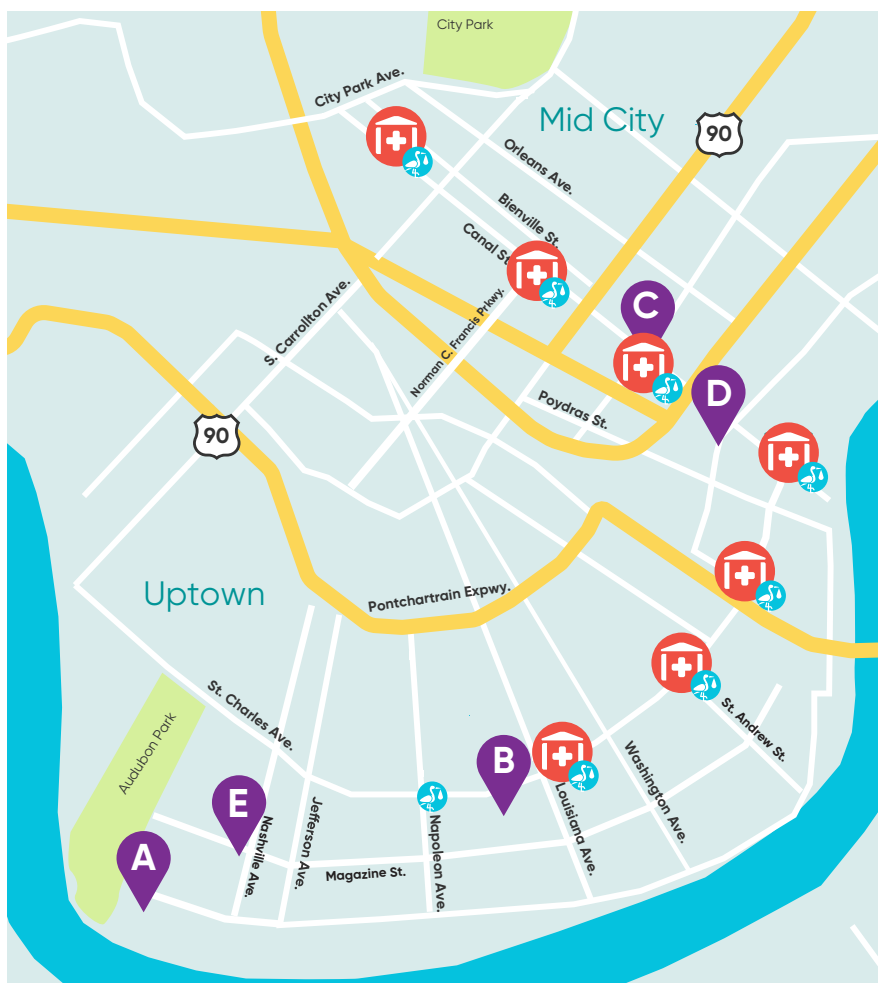 City Park
City Park Ave.
Mid City
90
Orleans Ave.
Bienville St.
Canal St.
S. Carrollton Ave.
Norman C. Francis Prkwy.
C
D
Poydras St.
90
Uptown
Pontchartrain Expwy.
St. Charles Ave.
Audubon Park
St. Andrew St.
Washington Ave.
B
E
A
Nashville Ave.
Jefferson Ave.
Magazine St.
Napoleon Ave.
Louisiana Ave.